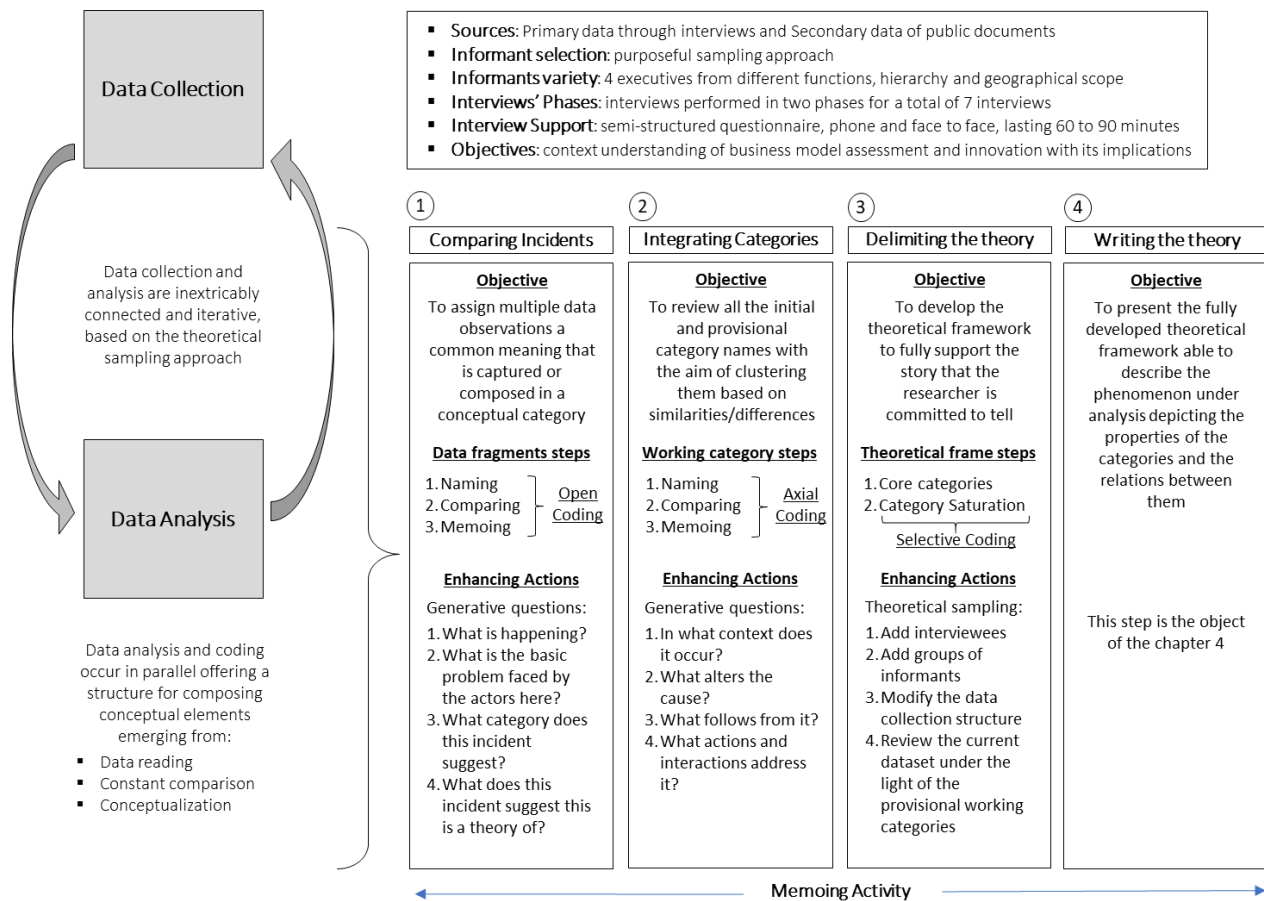 Data Collection
▪ Sources: Primary data through interviews and Secondary data of public documents
▪ Informant selection: purposeful sampling approach
▪ Informants variety: 4 executives from different functions, hierarchy and geographical scope
▪ Interviews’ Phases: interviews performed in two phases for a total of 7 interviews
▪ Interview Support: semi-structured questionnaire, phone and face to face, lasting 60 to 90 minutes
▪ Objectives: context understanding of business model assessment and innovation with its implications
Data collection and
analysis are inextricably
connected and iterative,
based on the theoretical
sampling approach
Data Analysis
Data analysis and coding
occur in parallel offering a
structure for composing
conceptual elements
emerging from:
▪ Data reading
▪ Constant comparison
▪ Conceptualization
1
Comparing Incidents
Objective
To assign multiple data
observations a
common meaning that
is captured or
composed in a
conceptual category
Data fragments steps
1. Naming
2. Comparing
3. Memoing
Open
Coding
Enhancing Actions
Generative questions:
1. What is happening?
2. What is the basic
problem faced by
the actors here?
3. What category does
this incident
suggest?
4. What does this
incident suggest this
is a theory of?
2
Integrating Categories
Objective
To review all the initial
and provisional
category names with
the aim of clustering
them based on
similarities/differences
Working category steps
1. Naming
2. Comparing
3. Memoing
Axial
Coding
Enhancing Actions
Generative questions:
1. In what context does
it occur?
2. What alters the
cause?
3. What follows from it?
4. What actions and
interactions address
it?
3
Delimiting the theory
Objective
To develop the
theoretical framework
to fully support the
story that the
researcher is
committed to tell
Theoretical frame steps
1. Core categories
2. Category Saturation
Selective Coding
Enhancing Actions
Theoretical sampling:
1. Add interviewees
2. Add groups of
informants
3. Modify the data
collection structure
4. Review the current
dataset under the
light of the
provisional working
categories
4
Writing the theory
Objective
To present the fully
developed theoretical
framework able to
describe the
phenomenon under
analysis depicting the
properties of the
categories and the
relations between
them
This step is the object
of the chapter 4
Memoing Activity